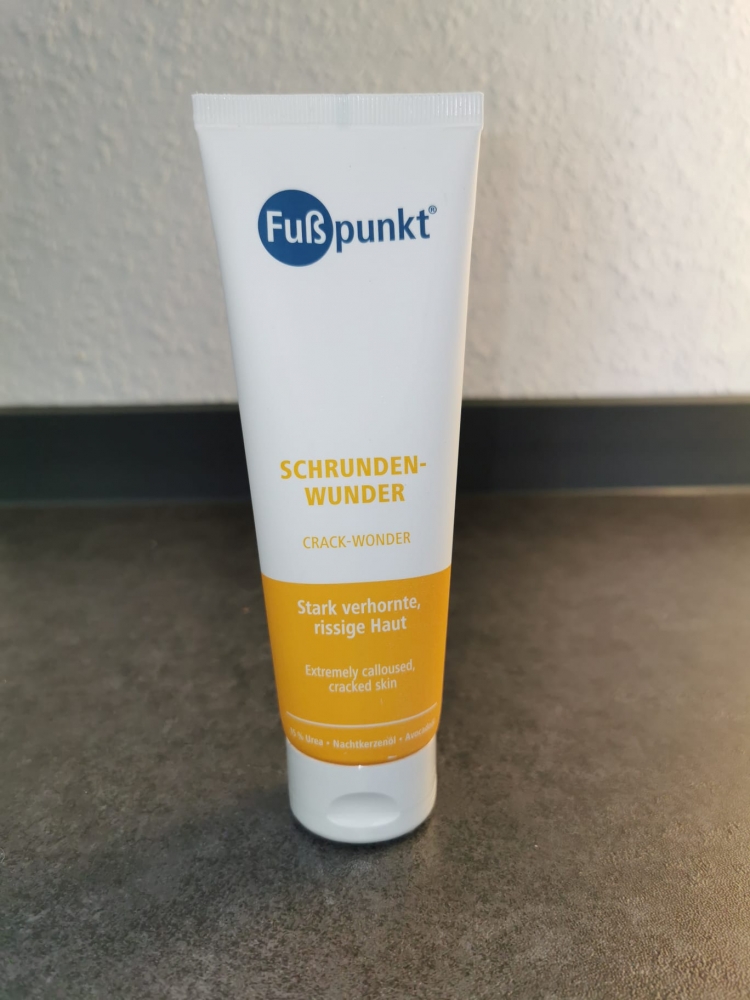 Fußpunkt®
SCHRUNDEN-
WUNDER
CRACK-WONDER
Stark verhornte,
rissige Haut
Extremely calloused,
cracked skin
% Urea • Nachtkerzenöl •